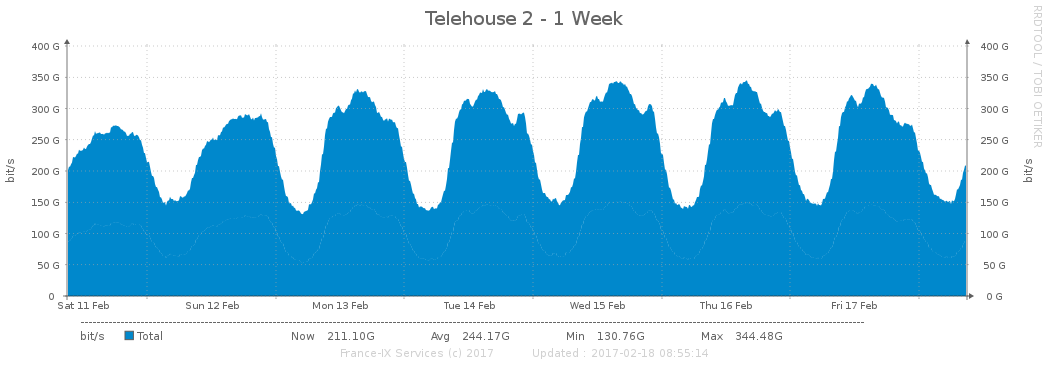 Telehouse 2 - 1 Week
RRDTOOL / TOBI OETIKER
400 G 400 G
350 G 350 G
300 G 300 G
250 G 250 G
200 G 200 G
150 G 150 G
100 G 100 G
50 G 50 G
0 0 G
bit/s bit/s
Sat 11 Feb Sun 12 Feb Mon 13 Feb Tue 14 Feb Wed 15 Feb Thu 16 Feb Fri 17 Feb
bit/s Total Now 211.10G Avg 244.17G Min 130.76G Max 344.48G
France-IX Services (c) 2017 Updated : 2017-02-18 08:55:14